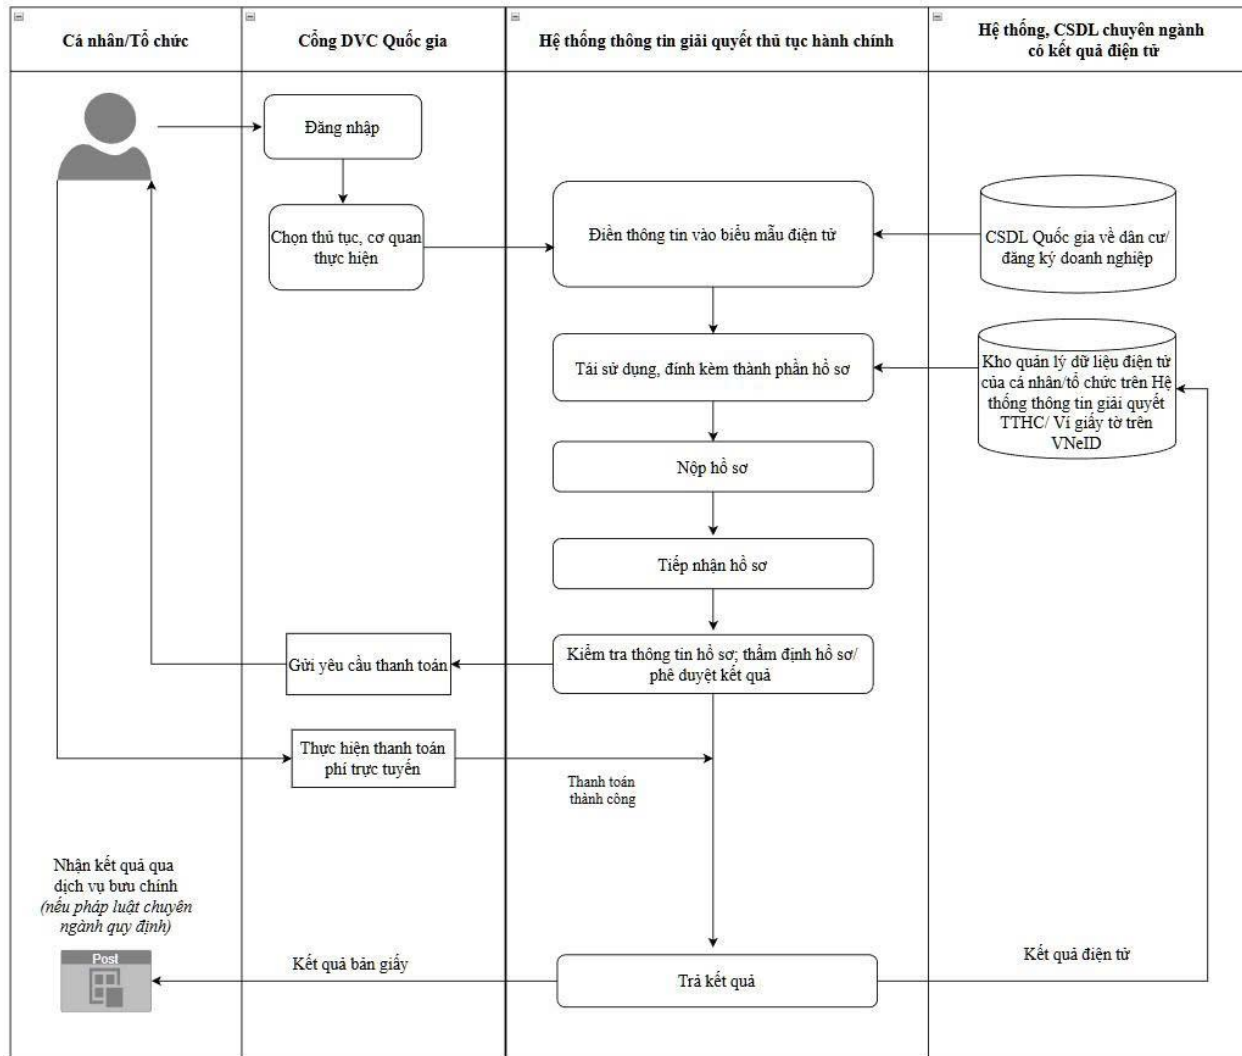 Cá nhân/Tổ chức
Cổng DVC Quốc gia
Hệ thống thông tin giải quyết thủ tục hành chính
Hệ thống, CSDL chuyên ngành
có kết quả điện tử
Đăng nhập
Chọn thủ tục, cơ quan
thực hiện
Điền thông tin vào biểu mẫu điện tử
CSDL Quốc gia về dân cư/
đăng ký doanh nghiệp
Tái sử dụng, đính kèm thành phần hồ sơ
Kho quản lý dữ liệu điện tử
của cá nhân/tổ chức trên Hệ
thống thông tin giải quyết
TTHC/ Ví giấy tờ trên
VNeID
Nộp hồ sơ
Tiếp nhận hồ sơ
Kiểm tra thông tin hồ sơ; thẩm định hồ sơ/
phê duyệt kết quả
Gửi yêu cầu thanh toán
Thực hiện thanh toán
phí trực tuyến
Thanh toán
thành công
Nhận kết quả qua
dịch vụ bưu chính
(nếu pháp luật chuyên
ngành quy định)
Post
Kết quả bản giấy
Trả kết quả
Kết quả điện tử